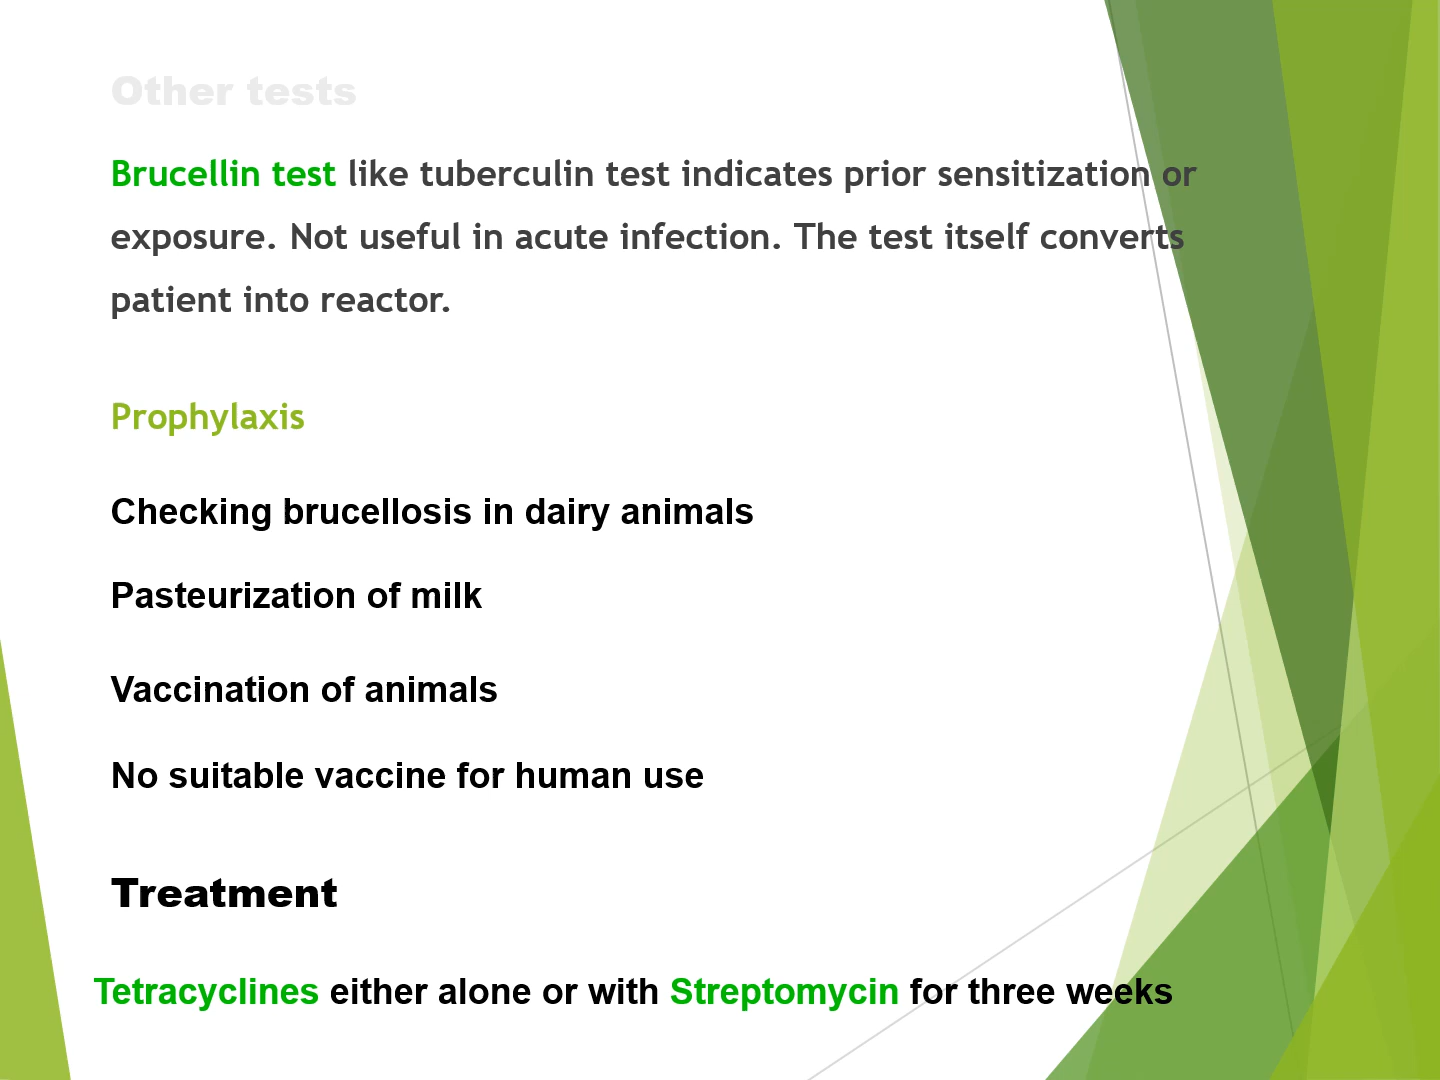 Other tests
Brucellin test like tuberculin test indicates prior sensitization or
exposure. Not useful in acute infection. The test itself converts
patient into reactor.
Prophylaxis
Checking brucellosis in dairy animals
Pasteurization of milk
Vaccination of animals
No suitable vaccine for human use
Treatment
Tetracyclines either alone or with Streptomycin for three weeks